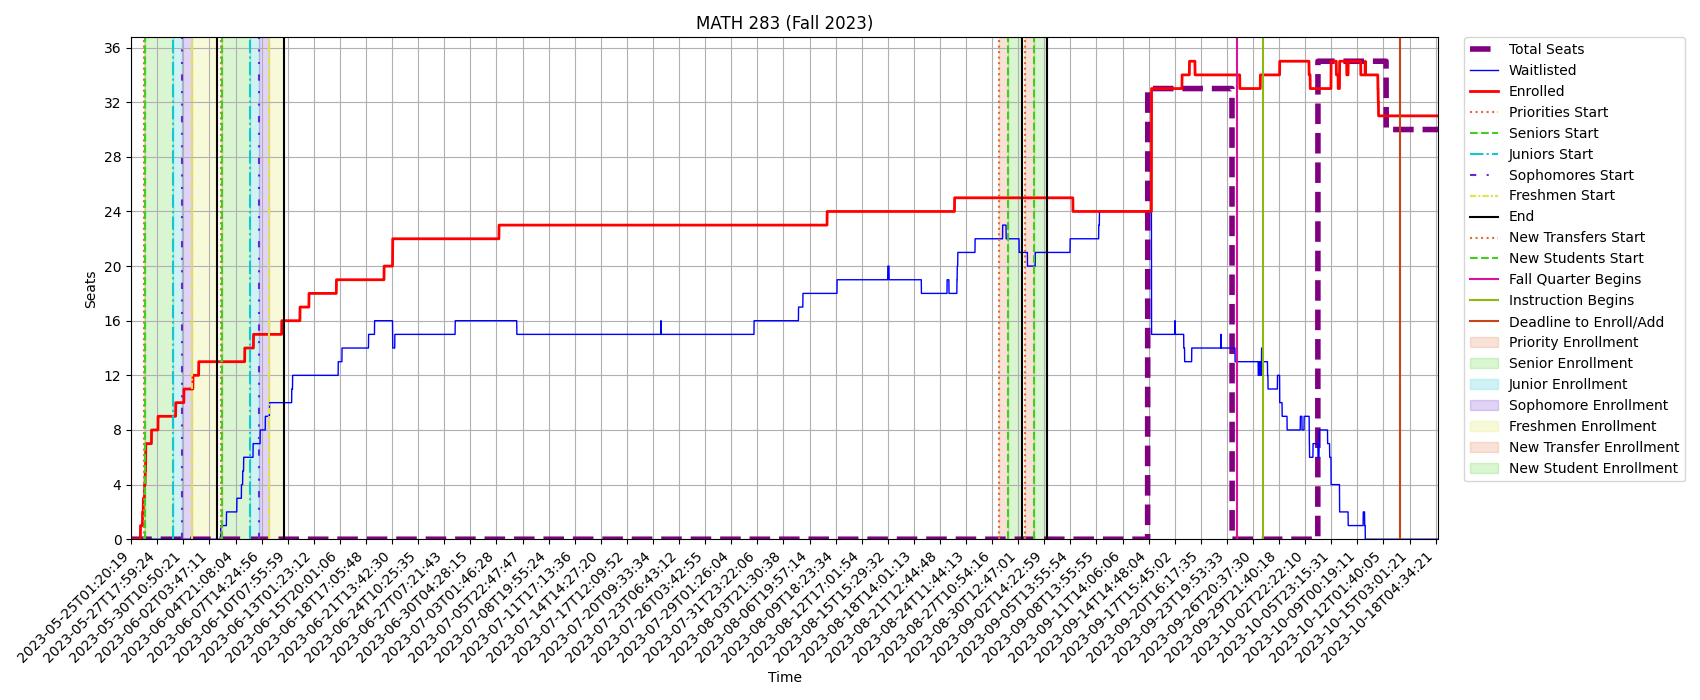 MATH 283 (Fall 2023)
Seats
36
32
28
24
20
16
12
8
4
0
2023-05-25T01:20:19
2023-05-27T17:59:24
2023-05-30T10:50:21
2023-06-02T03:47:11
2023-06-04T21:08:04
2023-06-07T14:24:56
2023-06-10T07:55:59
2023-06-13T01:23:12
2023-06-15T20:01:06
2023-06-18T17:05:48
2023-06-21T13:42:30
2023-06-24T10:25:35
2023-06-27T07:21:43
2023-06-30T04:28:15
2023-07-03T01:46:28
2023-07-05T22:47:47
2023-07-08T19:55:24
2023-07-11T17:13:36
2023-07-14T14:27:20
2023-07-17T12:09:52
2023-07-20T09:33:34
2023-07-23T06:43:12
2023-07-26T03:42:55
2023-07-29T01:26:04
2023-07-31T23:22:06
2023-08-03T21:30:38
2023-08-06T19:57:14
2023-08-09T18:23:34
2023-08-12T17:01:54
2023-08-15T15:29:32
2023-08-18T14:01:13
2023-08-21T12:44:48
2023-08-24T11:44:13
2023-08-27T10:54:16
2023-08-30T12:47:01
2023-09-02T14:22:59
2023-09-05T13:55:54
2023-09-08T13:55:55
2023-09-11T14:06:06
2023-09-14T14:48:04
2023-09-17T15:45:02
2023-09-20T16:17:35
2023-09-23T19:53:33
2023-09-26T20:37:30
2023-09-29T21:40:18
2023-10-02T22:22:10
2023-10-05T23:15:31
2023-10-09T00:19:11
2023-10-12T01:40:05
2023-10-15T03:01:21
2023-10-18T04:34:21
Time
Total Seats
Waitlisted
Enrolled
Priorities Start
Seniors Start
Juniors Start
Sophomores Start
Freshmen Start
End
New Transfers Start
New Students Start
Fall Quarter Begins
Instruction Begins
Deadline to Enroll/Add
Priority Enrollment
Senior Enrollment
Junior Enrollment
Sophomore Enrollment
Freshmen Enrollment
New Transfer Enrollment
New Student Enrollment